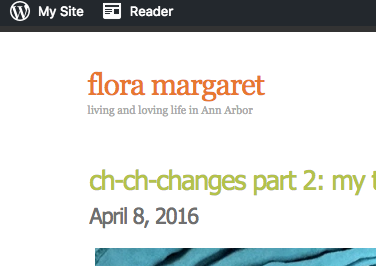 My Site Reader
flora margaret
living and loving life in Ann Arbor
ch-ch-changes part 2: my
April 8, 2016